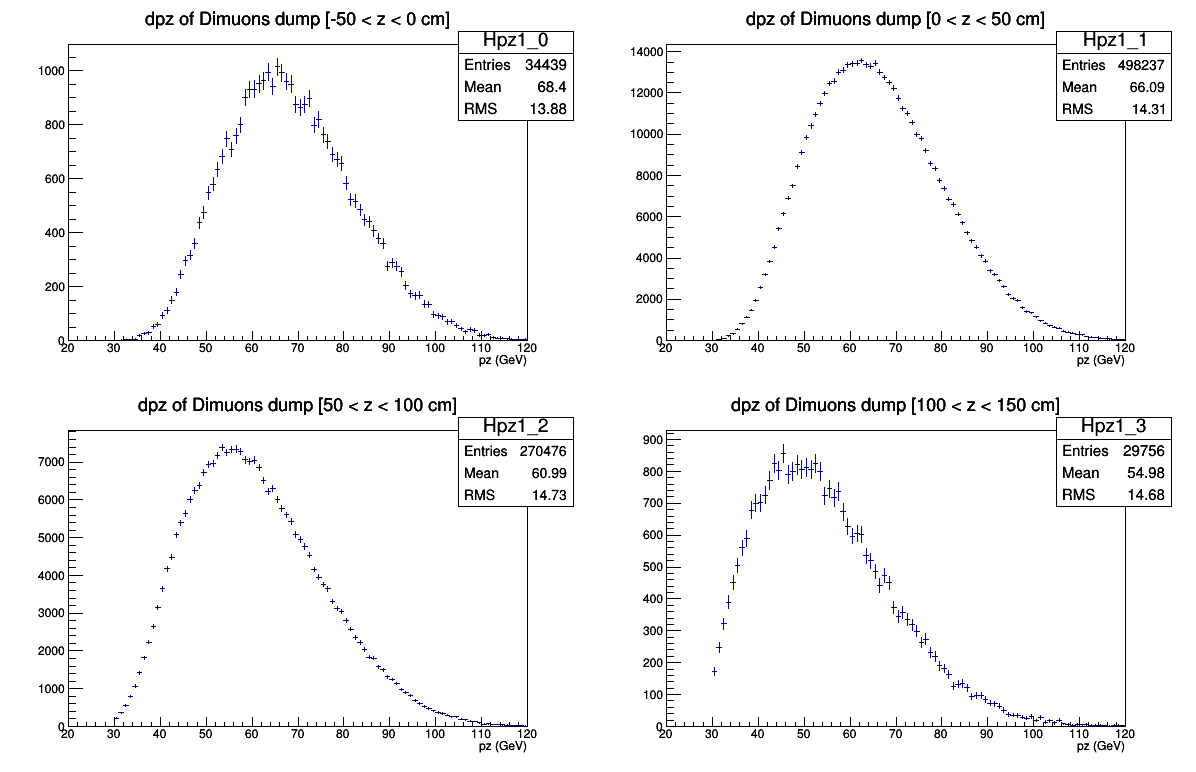 dpz of Dimuons dump [-50 < z < 0 cm]
Hpz1_0
Entries 34439
Mean 68.4
RMS 13.88
1000
800
600
400
200
0
20 30 40 50 60 70 80 90 100 110 120
pz (GeV)
dpz of Dimuons dump [0 < z < 50 cm]
Hpz1_1
Entries 498237
Mean 66.09
RMS 14.31
14000
12000
10000
8000
6000
4000
2000
0
20 30 40 50 60 70 80 90 100 110 120
pz (GeV)
dpz of Dimuons dump [50 < z < 100 cm]
Hpz1_2
Entries 270476
Mean 60.99
RMS 14.73
7000
6000
5000
4000
3000
2000
1000
0
20 30 40 50 60 70 80 90 100 110 120
pz (GeV)
dpz of Dimuons dump [100 < z < 150 cm]
Hpz1_3
Entries 29756
Mean 54.98
RMS 14.68
900
800
700
600
500
400
300
200
100
0
20 30 40 50 60 70 80 90 100 110 120
pz (GeV)